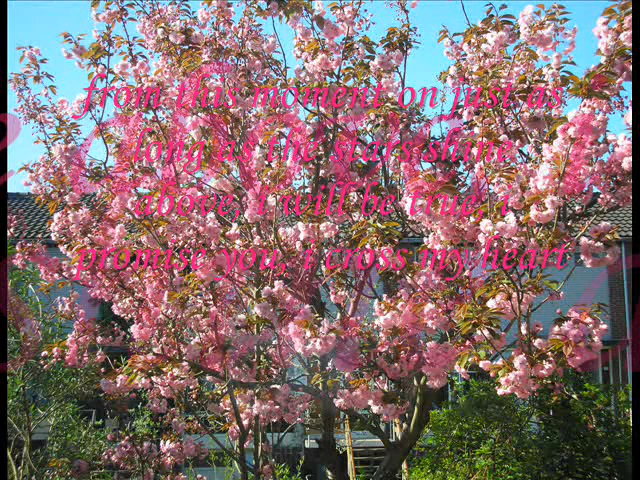 from this moment on just as
long as the stars shine
above, i will be true, i
promise you, i cross my heart